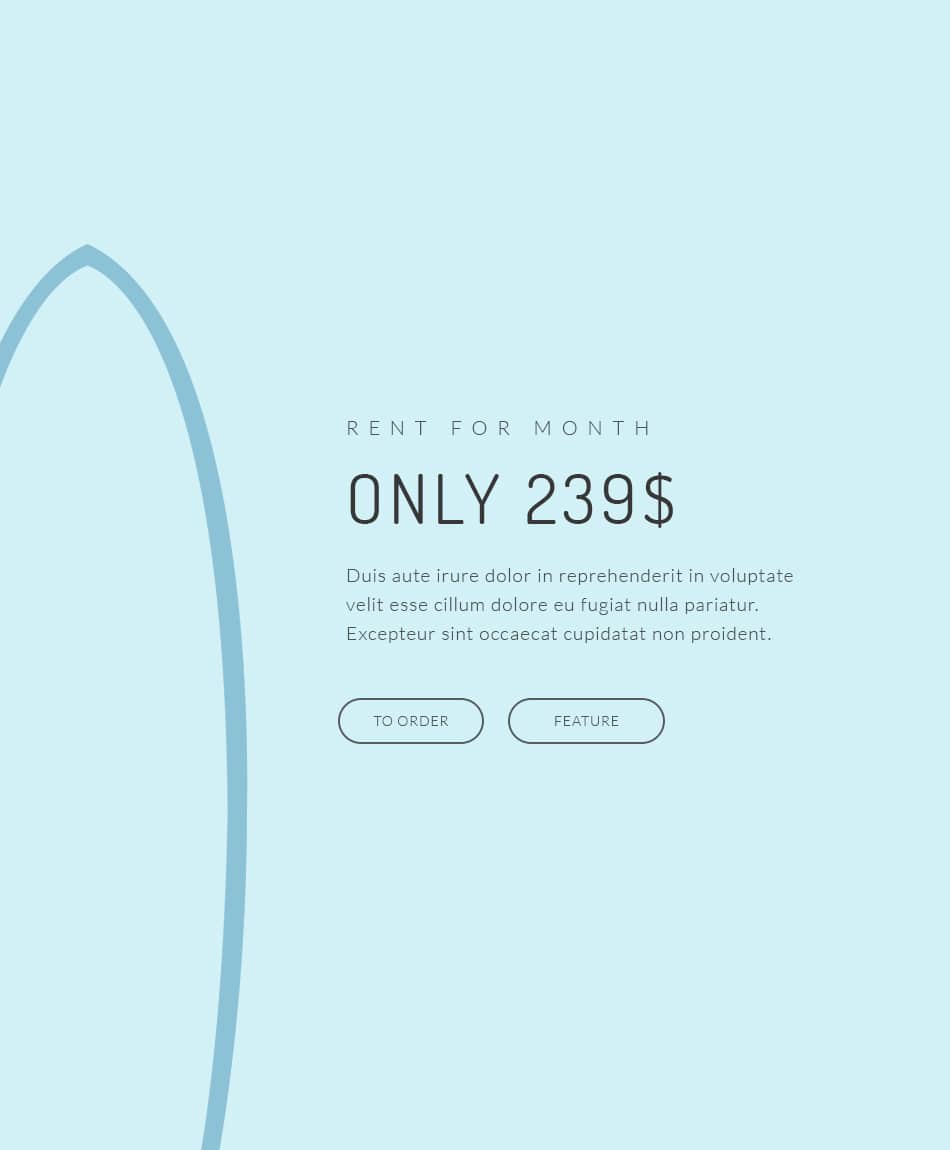 RENT FOR MONTH
ONLY 239$
Duis aute irure dolor in reprehenderit in voluptate
velit esse cillum dolore eu fugiat nulla pariatur.
Excepteur sint occaecat cupidatat non proident.
TO ORDER
FEATURE